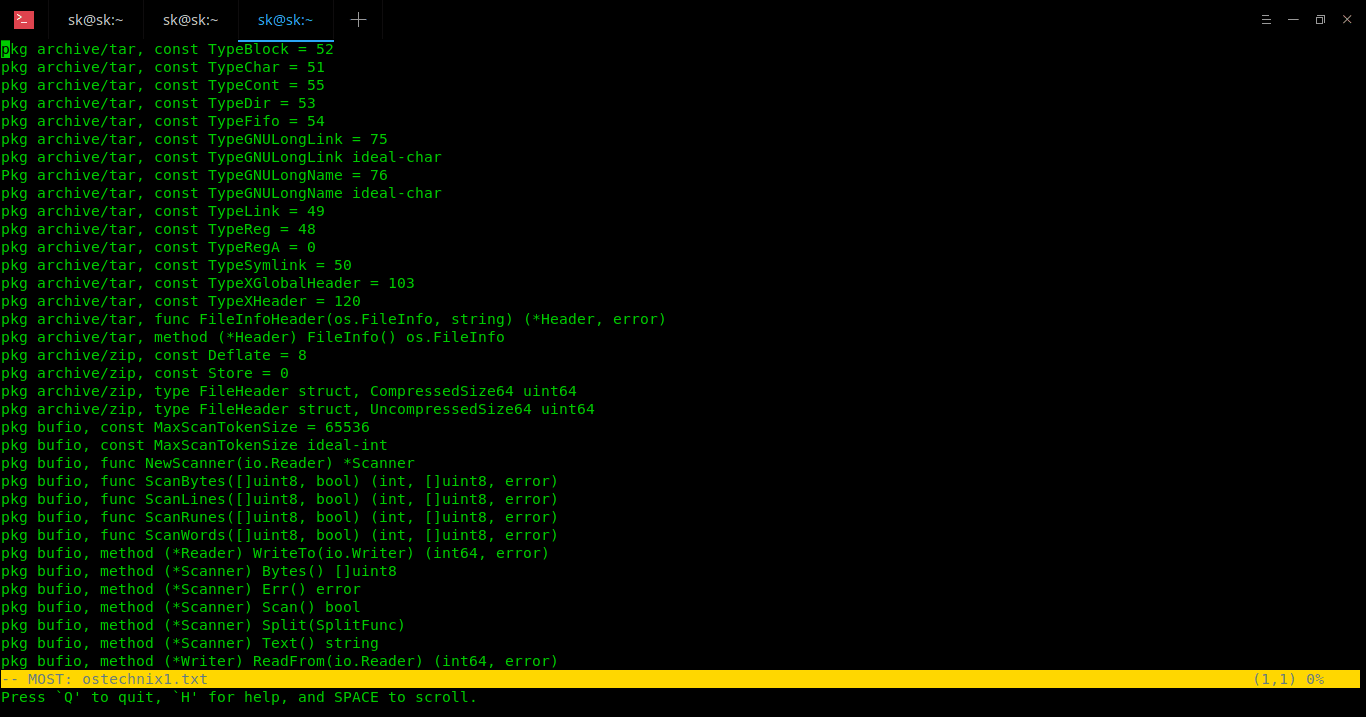 sk@sk:~ sk@sk:~ sk@sk:~
pkg archive/tar, const TypeBlock = 52
pkg archive/tar, const TypeChar = 51
pkg archive/tar, const TypeCont = 55
pkg archive/tar, const TypeDir = 53
pkg archive/tar, const TypeFifo = 54
pkg archive/tar, const TypeGNULongLink = 75
pkg archive/tar, const TypeGNULongLink ideal-char
Pkg archive/tar, const TypeGNULongName = 76
pkg archive/tar, const TypeGNULongName ideal-char
pkg archive/tar, const TypeLink = 49
pkg archive/tar, const TypeReg = 48
pkg archive/tar, const TypeRegA = 0
pkg archive/tar, const TypeSymlink = 50
pkg archive/tar, const TypeXGlobalHeader = 103
pkg archive/tar, const TypeXHeader = 120
pkg archive/tar, func FileInfoHeader(os.FileInfo, string) (*Header, error)
pkg archive/tar, method (*Header) FileInfo() os.FileInfo
pkg archive/zip, const Deflate = 8
pkg archive/zip, const Store = 0
pkg archive/zip, type FileHeader struct, CompressedSize64 uint64
pkg archive/zip, type FileHeader struct, UncompressedSize64 uint64
pkg bufio, const MaxScanTokenSize = 65536
pkg bufio, const MaxScanTokenSize ideal-int
pkg bufio, func NewScanner(io.Reader) *Scanner
pkg bufio, func ScanBytes([]uint8, bool) (int, []uint8, error)
pkg bufio, func ScanLines([]uint8, bool) (int, []uint8, error)
pkg bufio, func ScanRunes([]uint8, bool) (int, []uint8, error)
pkg bufio, func ScanWords([]uint8, bool) (int, []uint8, error)
pkg bufio, method (*Reader) WriteTo(io.Writer) (int64, error)
pkg bufio, method (*Scanner) Bytes() []uint8
pkg bufio, method (*Scanner) Err() error
pkg bufio, method (*Scanner) Scan() bool
pkg bufio, method (*Scanner) Split(SplitFunc)
pkg bufio, method (*Scanner) Text() string
pkg bufio, method (*Writer) ReadFrom(io.Reader) (int64, error)
-- MOST: ostechnix1.txt (1,1) 0%
Press `Q' to quit, `H' for help, and SPACE to scroll.